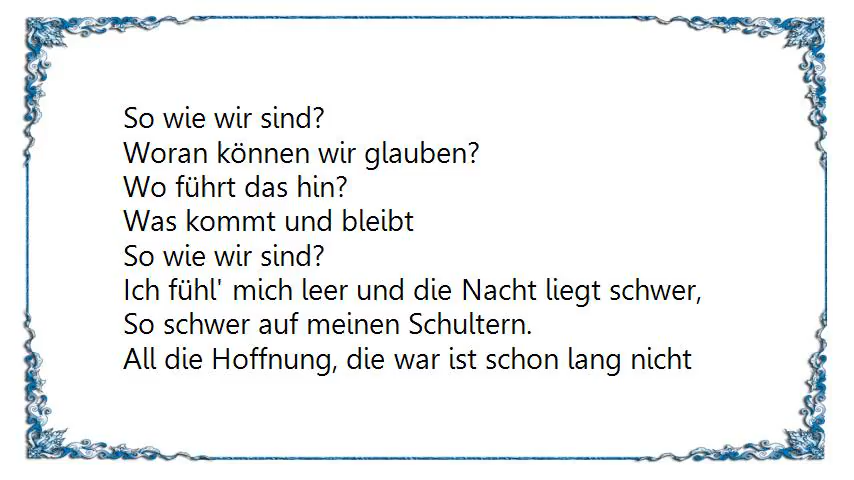 So wie wir sind?
Woran können wir glauben?
Wo führt das hin?
Was kommt und bleibt
So wie wir sind?
Ich fühl' mich leer und die Nacht liegt schwer,
So schwer auf meinen Schultern.
All die Hoffnung, die war ist schon lang nicht